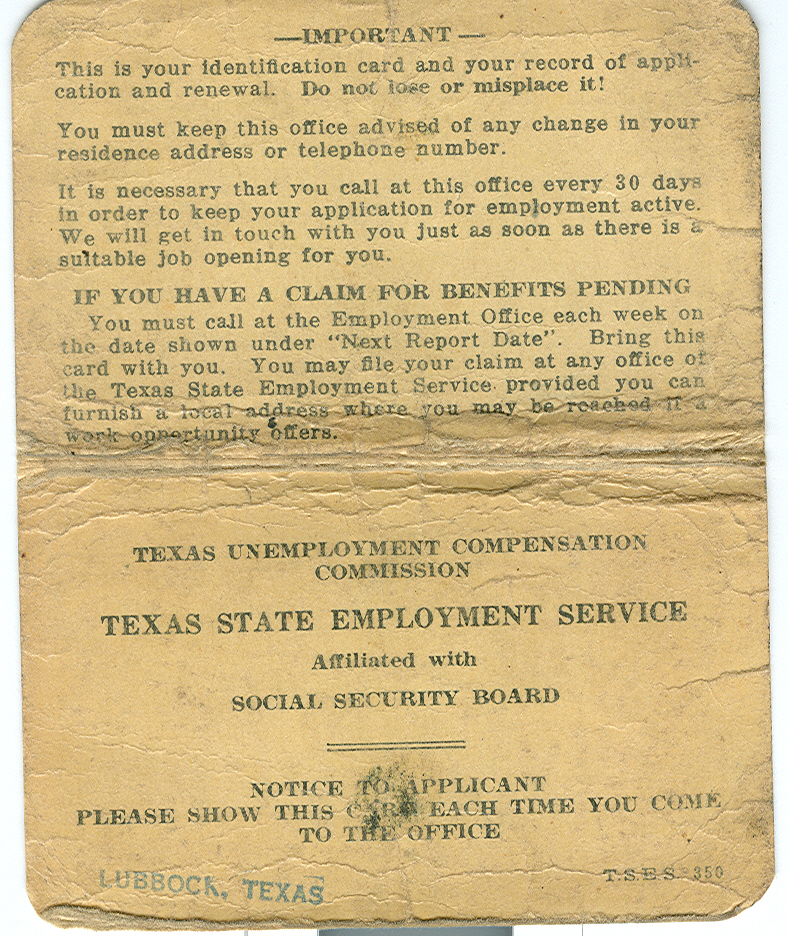 —IMPORTANT—
This is your identification card and your record of appli-
cation and renewal. Do not lose or misplace it!
You must keep this office advised of any change in your
residence address or telephone number.
It is necessary that you call at this office every 30 days
in order to keep your application for employment active.
We will get in touch with you just as soon as there is a
suitable job opening for you.
IF YOU HAVE A CLAIM FOR BENEFITS PENDING
You must call at the Employment Office each week on
the date shown under "Next Report Date". Bring this
card with you. You may file your claim at any office of
the Texas State Employment Service provided you can
furnish a local address where you may be reached if a
work opportunity offers.
TEXAS UNEMPLOYMENT COMPENSATION
COMMISSION
TEXAS STATE EMPLOYMENT SERVICE
Affiliated with
SOCIAL SECURITY BOARD
NOTICE TO APPLICANT
PLEASE SHOW THIS CARD EACH TIME YOU COME
TO THE OFFICE
LUBBOCK, TEXAS
T.S.E.S. 350